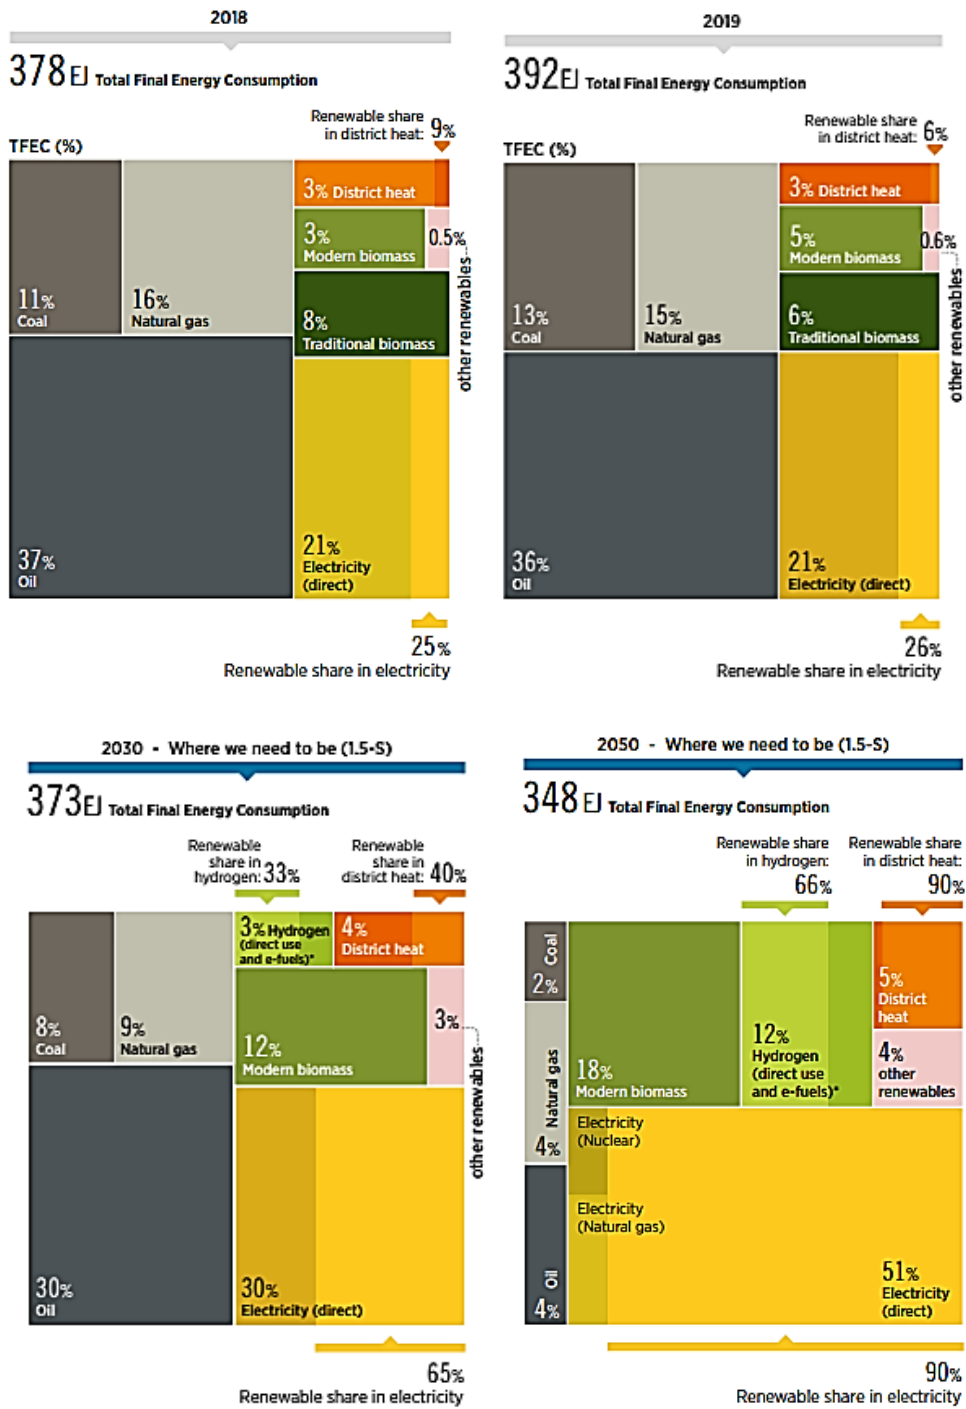 2018
378 EJ Total Final Energy Consumption
Renewable share
in district heat: 9%
TFEC (%)
3% District heat
3%
Modern biomass
0.5%
other renewables
11%
Coal
16%
Natural gas
8%
Traditional biomass
37%
Oil
21%
Electricity
(direct)
25%
Renewable share in electricity
2019
392EJ Total Final Energy Consumption
Renewable share
in district heat: 6%
TFEC (%)
3% District heat
5%
Modern biomass
0.6%
other renewables
13%
Coal
15%
Natural gas
6%
Traditional biomass
36%
Oil
21%
Electricity (direct)
26%
Renewable share in electricity
2030 - Where we need to be (1.5-S)
373EJ Total Final Energy Consumption
Renewable
share in
hydrogen: 33%
Renewable
share in
district heat: 40%
3% Hydrogen
(direct use
and e-fuels)*
4%
District heat
8%
Coal
9%
Natural gas
12%
Modern biomass
3%
other renewables
30%
Oil
30%
Electricity (direct)
65%
Renewable share in electricity
2050 - Where we need to be (1.5-S)
348 EJ Total Final Energy Consumption
Renewable share
in hydrogen:
66%
Renewable share
in district heat:
90%
Coal
2%
Natural gas
4%
Oil
4%
18%
Modern biomass
12%
Hydrogen
(direct use
and e-fuels)*
5%
District
heat
4%
other
renewables
Electricity
(Nuclear)
Electricity
(Natural gas)
51%
Electricity
(direct)
90%
Renewable share in electricity